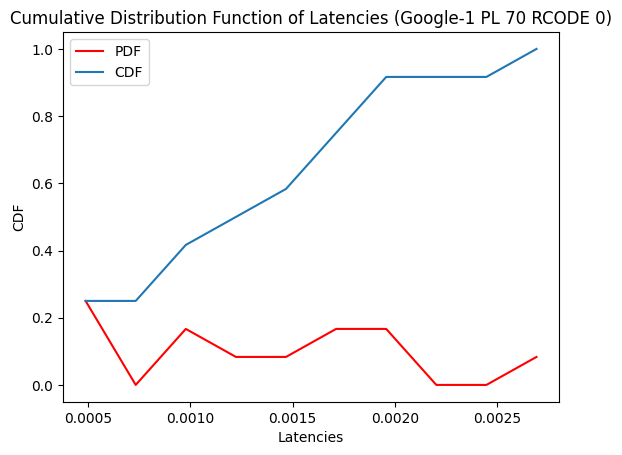 Cumulative Distribution Function of Latencies (Google-1 PL 70 RCODE 0)
PDF
CDF
1.0
0.8
0.6
0.4
0.2
0.0
CDF
0.0005
0.0010
0.0015
0.0020
0.0025
Latencies